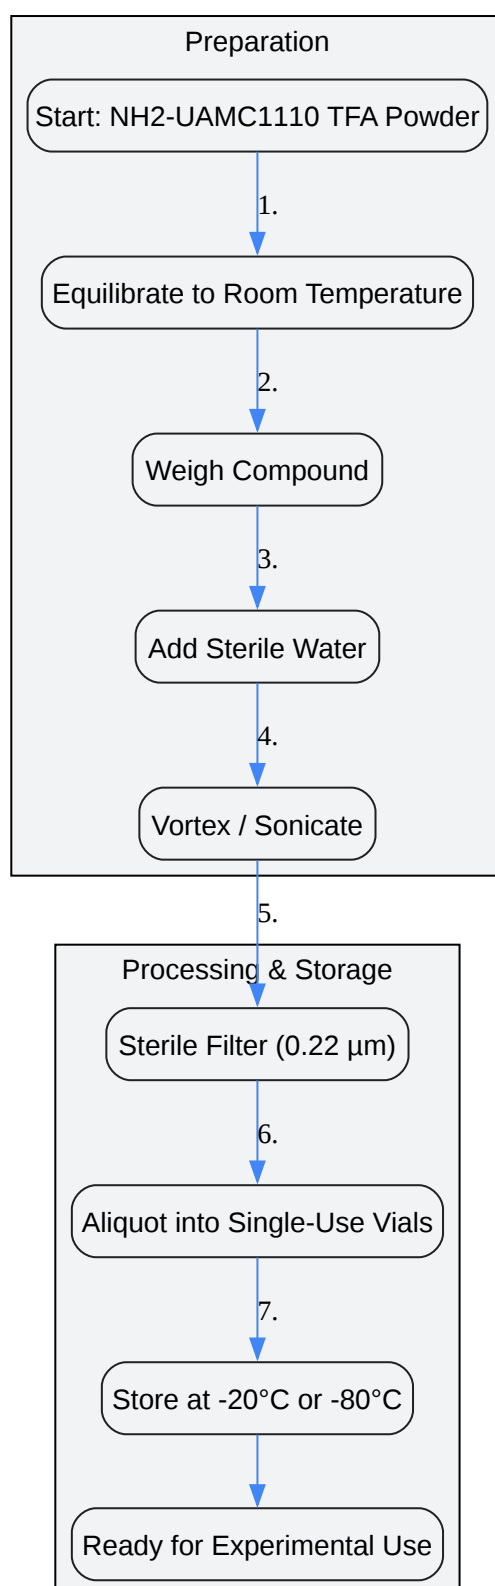 Preparation
Start: NH2-UAMC1110 TFA Powder
1.
Equilibrate to Room Temperature
2.
Weigh Compound
3.
Add Sterile Water
4.
Vortex / Sonicate
5.
Processing & Storage
Sterile Filter (0.22 µm)
6.
Aliquot into Single-Use Vials
7.
Store at -20°C or -80°C
Ready for Experimental Use